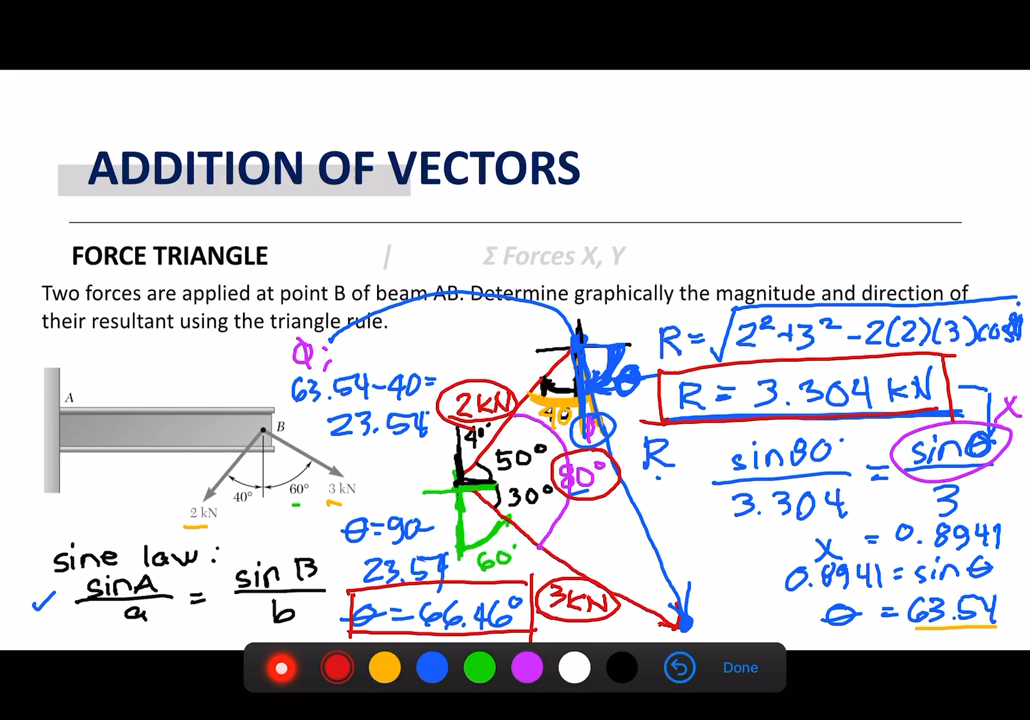 ADDITION OF VECTORS
FORCE TRIANGLE | Σ Forces X, Y
Two forces are applied at point B of beam AB. Determine graphically the magnitude and direction of
their resultant using the triangle rule.
A
B
40°
60°
2 kN
3 kN
sine law:
sinA / a = sin B / b
63.54-40=
23.54
2KN
40
50°
80°
30°
60°
3KN
θ=90-
23.54
θ=66.46°
R=√2²+3²-2(2)(3)cos
R = 3.304 kN
R
x
sin80° / 3.304 = sinθ / 3
x = 0.8941
0.8941=sinθ
θ = 63.54
Done